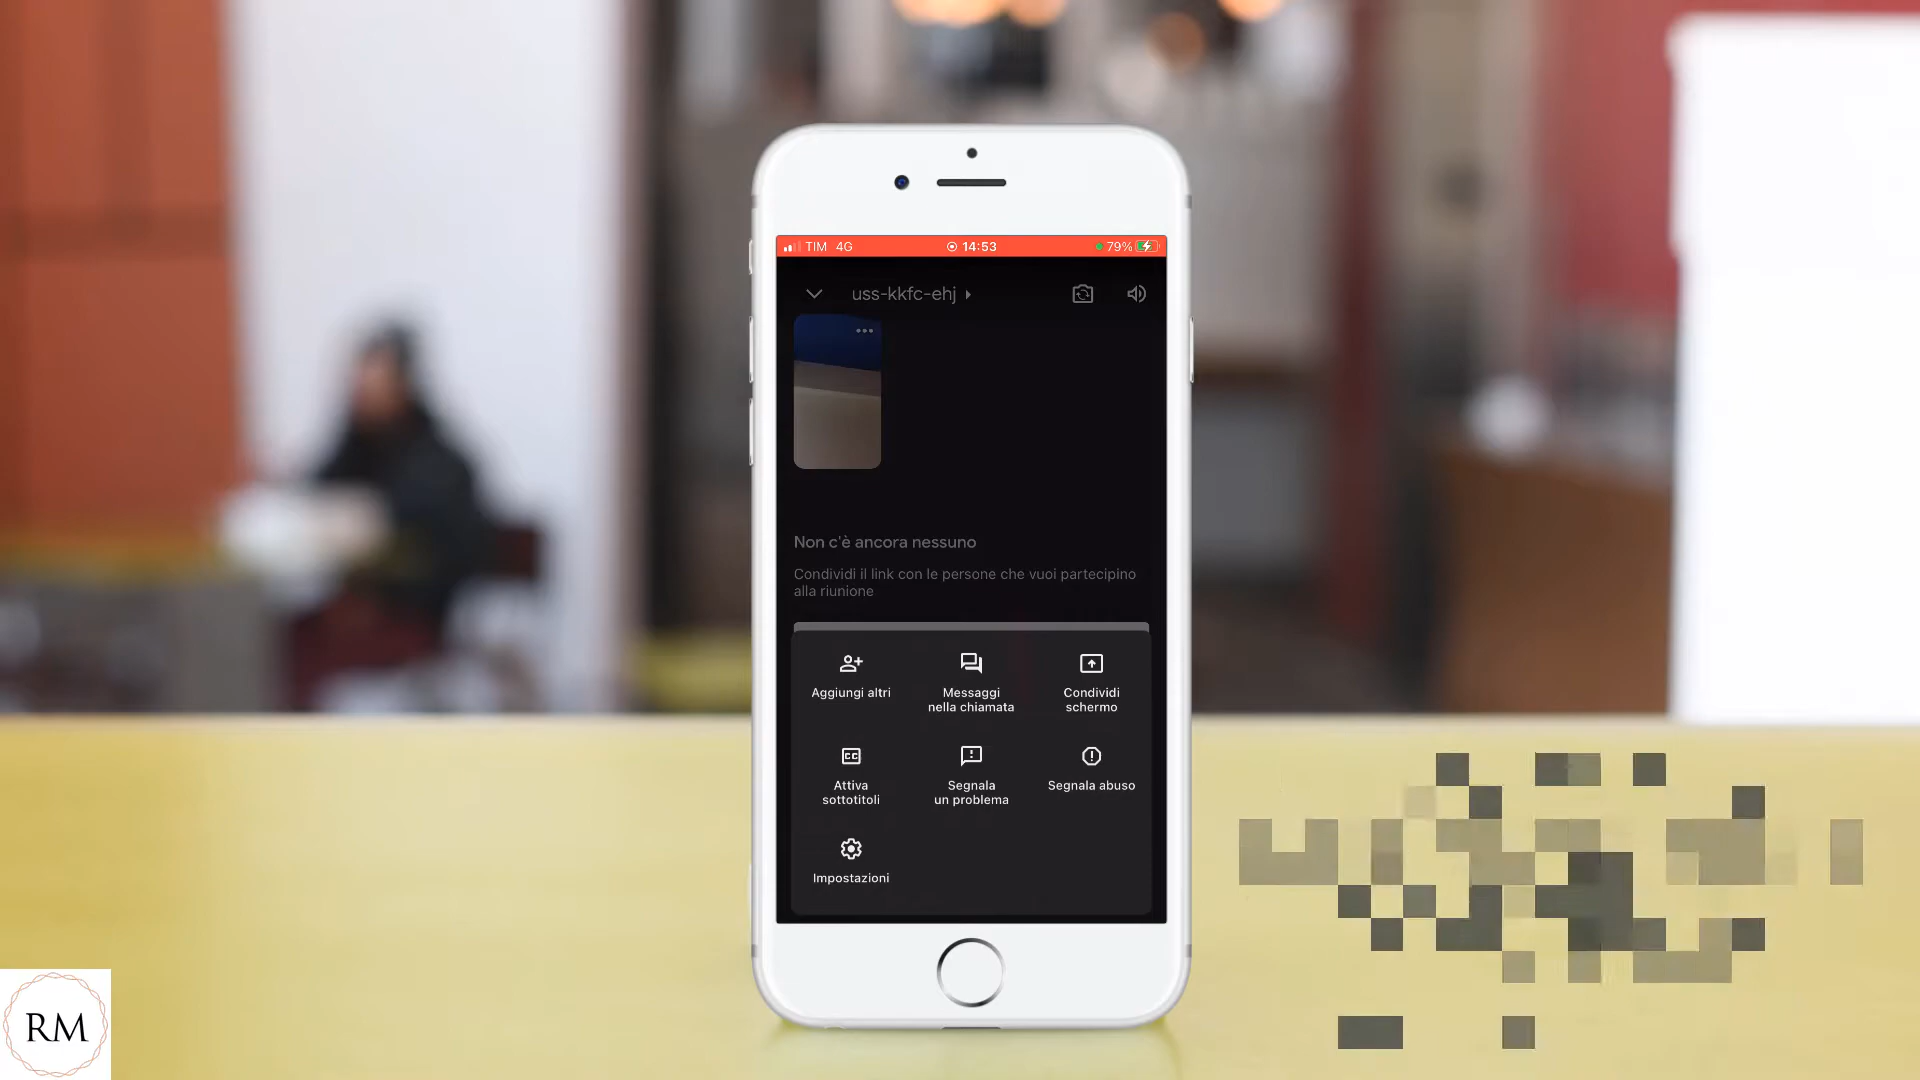 TIM 4G 14:53 79%
uss-kkfc-ehj
Non c'è ancora nessuno
Condividi il link con le persone che vuoi partecipino
alla riunione
Aggiungi altri
Messaggi
nella chiamata
Condividi
schermo
Attiva
sottotitoli
Segnala
un problema
Segnala abuso
Impostazioni
RM